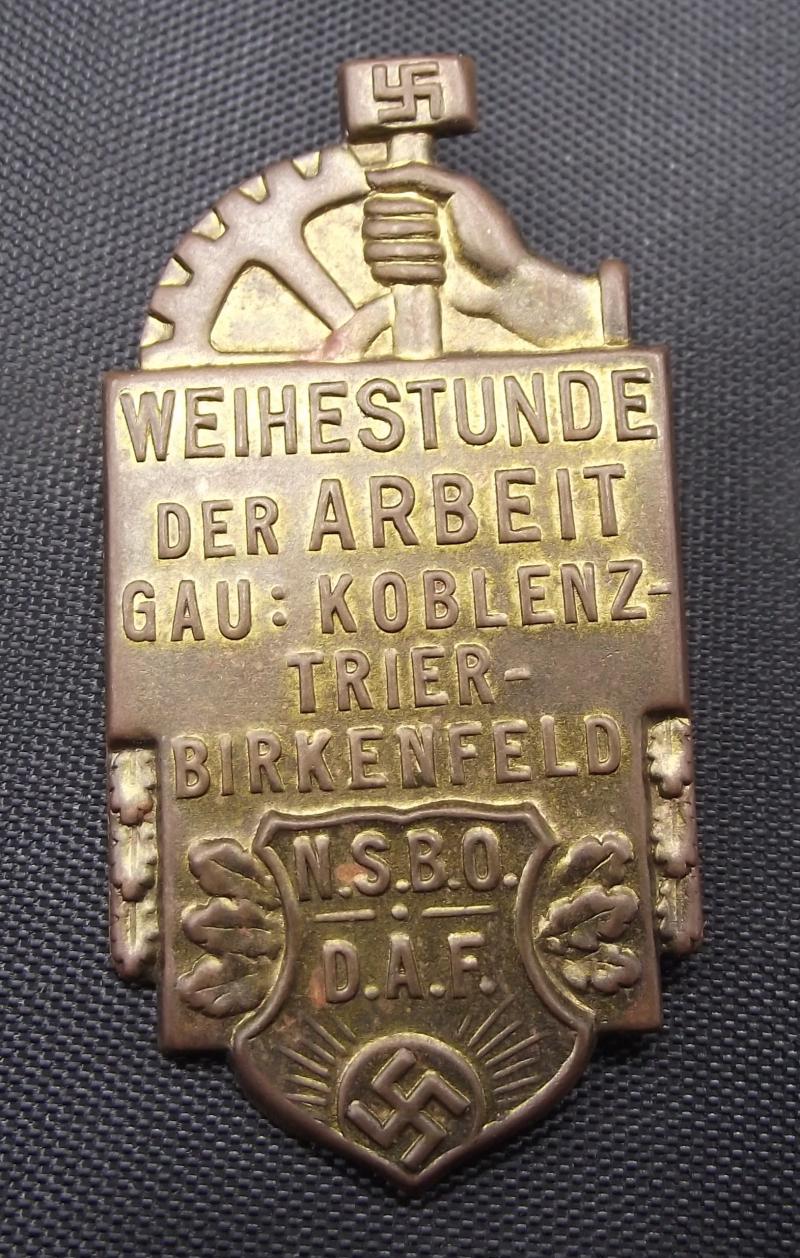 WEIHESTUNDE
DER ARBEIT
GAU: KOBLENZ-
TRIER-
BIRKENFELD
N.S.B.O.
D.A.F.